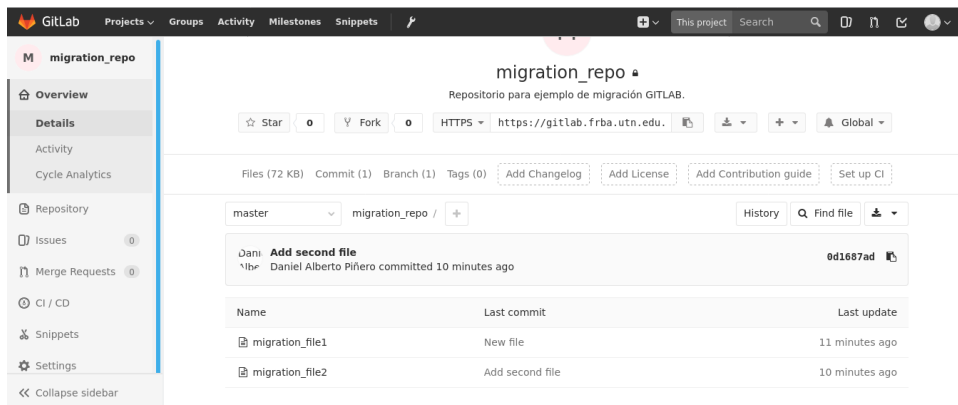 GitLab Projects Groups Activity Milestones Snippets This project Search
M migration_repo
Overview
Details
Activity
Cycle Analytics
Repository
Issues 0
Merge Requests 0
CI / CD
Snippets
Settings
Collapse sidebar
migration_repo
Repositorio para ejemplo de migración GITLAB.
Star 0 Fork 0 HTTPS https://gitlab.frba.utn.edu. Global
Files (72 KB) Commit (1) Branch (1) Tags (0) Add Changelog Add License Add Contribution guide Set up CI
master migration_repo / + History Find file
Add second file
Daniel Alberto Piñero committed 10 minutes ago
0d1687ad
Name Last commit Last update
migration_file1 New file 11 minutes ago
migration_file2 Add second file 10 minutes ago